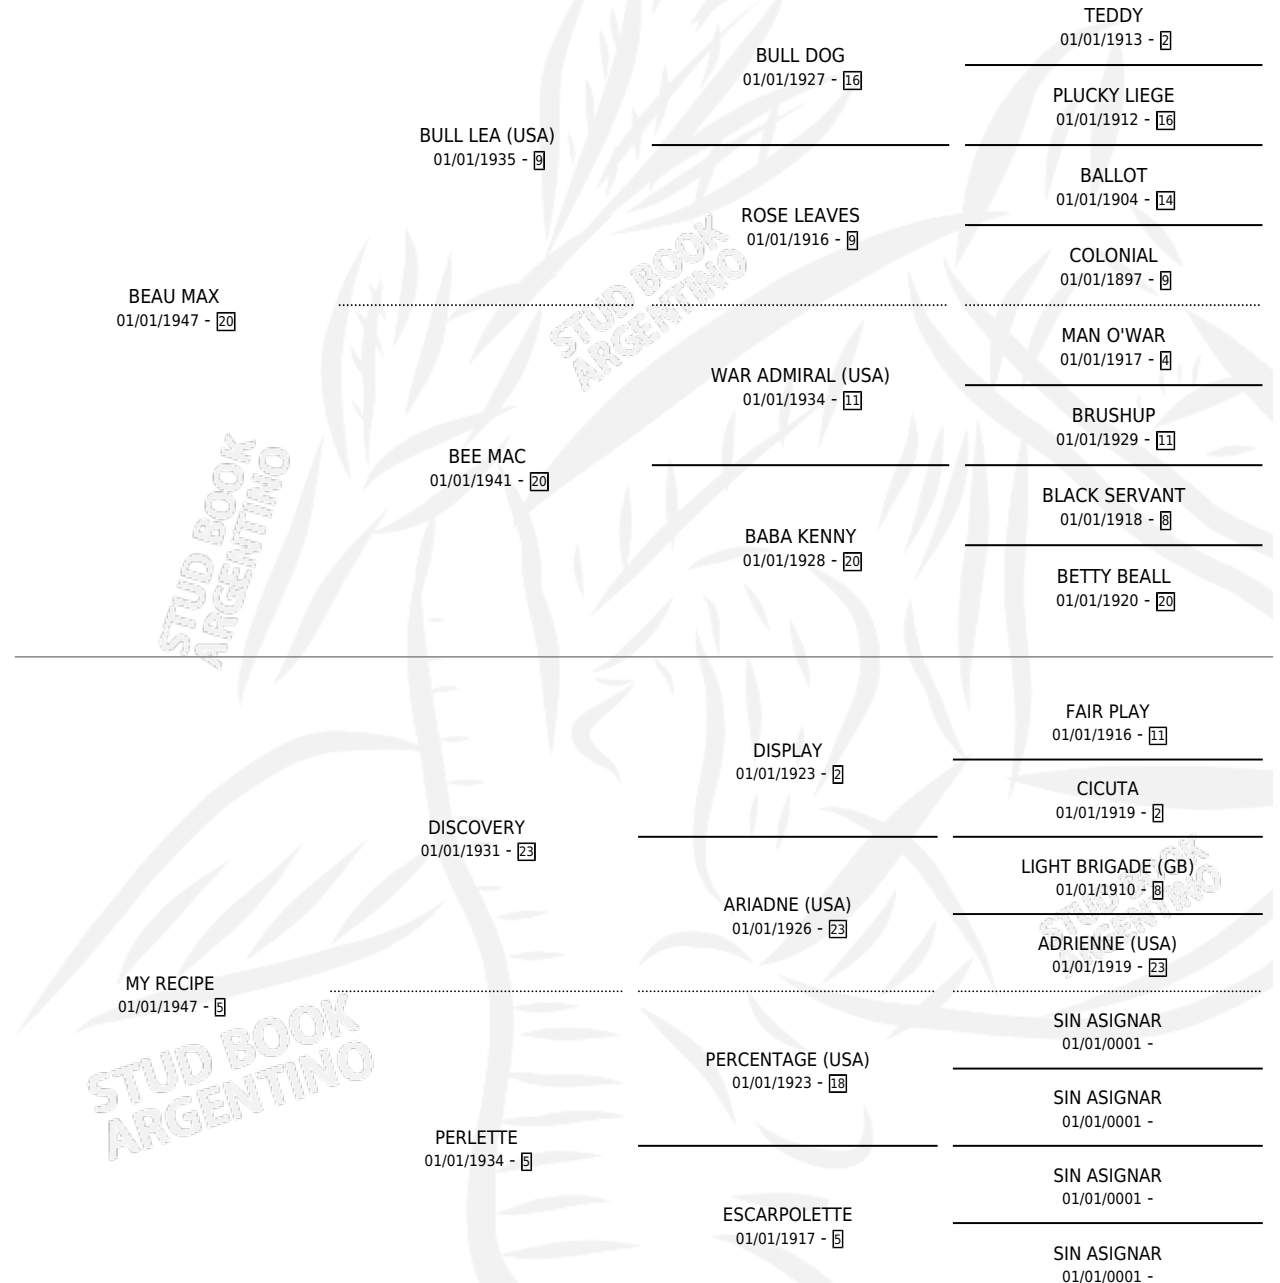 TEDDY
01/01/1913 - 2
BULL DOG
01/01/1927 - 16
PLUCKY LIEGE
01/01/1912 - 16
BULL LEA (USA)
01/01/1935 - 9
BALLOT
01/01/1904 - 14
ROSE LEAVES
01/01/1916 - 9
COLONIAL
01/01/1897 - 9
BEAU MAX
01/01/1947 - 20
MAN O'WAR
01/01/1917 - 4
WAR ADMIRAL (USA)
01/01/1934 - 11
BRUSHUP
01/01/1929 - 11
BEE MAC
01/01/1941 - 20
BLACK SERVANT
01/01/1918 - 8
BABA KENNY
01/01/1928 - 20
BETTY BEALL
01/01/1920 - 20
FAIR PLAY
01/01/1916 - 11
DISPLAY
01/01/1923 - 2
CICUTA
01/01/1919 - 2
DISCOVERY
01/01/1931 - 23
LIGHT BRIGADE (GB)
01/01/1910 - 8
ARIADNE (USA)
01/01/1926 - 23
ADRIENNE (USA)
01/01/1919 - 23
MY RECIPE
01/01/1947 - 5
SIN ASIGNAR
01/01/0001 -
PERCENTAGE (USA)
01/01/1923 - 18
SIN ASIGNAR
01/01/0001 -
PERLETTE
01/01/1934 - 5
SIN ASIGNAR
01/01/0001 -
ESCARPOLETTE
01/01/1917 - 5
SIN ASIGNAR
01/01/0001 -
STUD BOOK
ARGENTINO
STUD BOOK
ARGENTINO
STUD BOOK
ARGENTINO
STUD BOOK
ARGENTINO